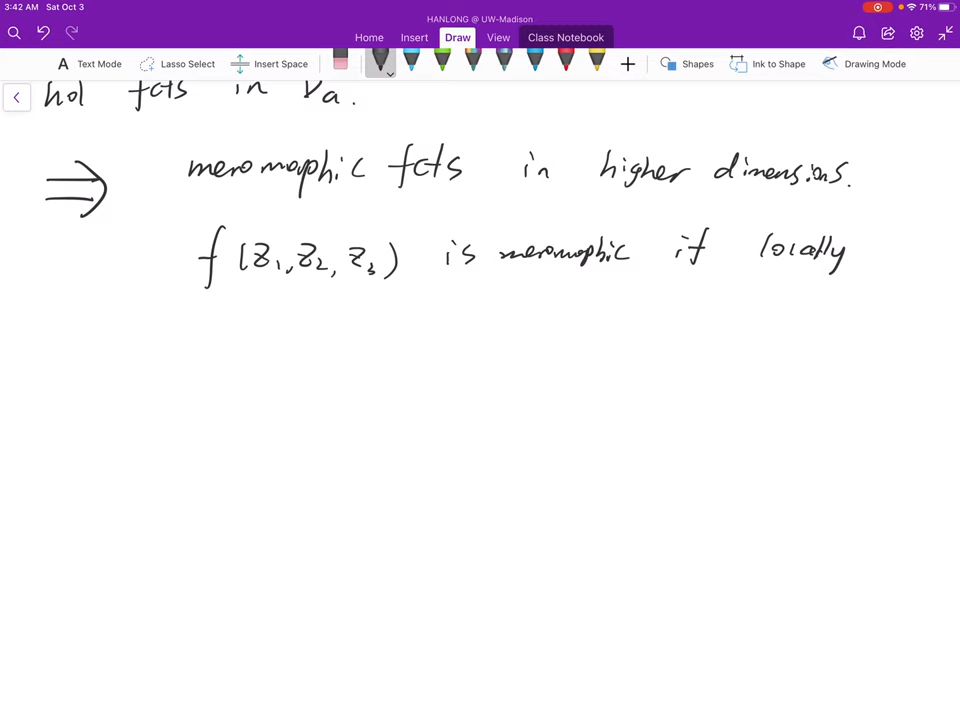 3:42 AM Sat Oct 3
71%
HANLONG @ UW-Madison
Home Insert Draw View Class Notebook
Text Mode Lasso Select Insert Space Shapes Ink to Shape Drawing Mode
hol fcts in Va.
⇒ meromorphic fcts in higher dimensions.
f(z₁, z₂, z₃) is meromophic if locally